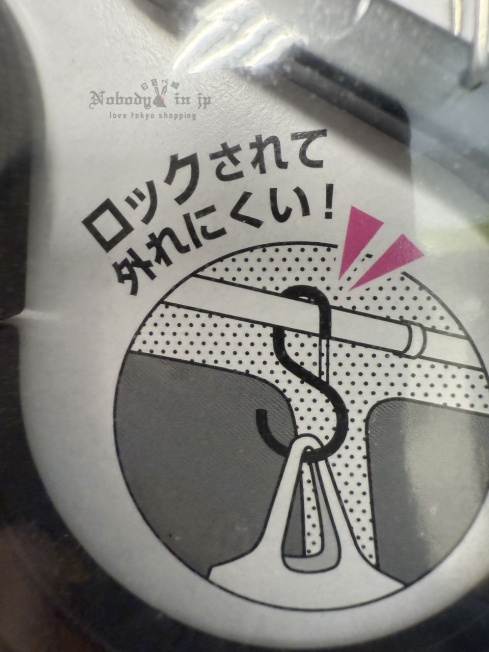 Nobody in jp
love tokyo shopping
ロックされて
外れにくい!